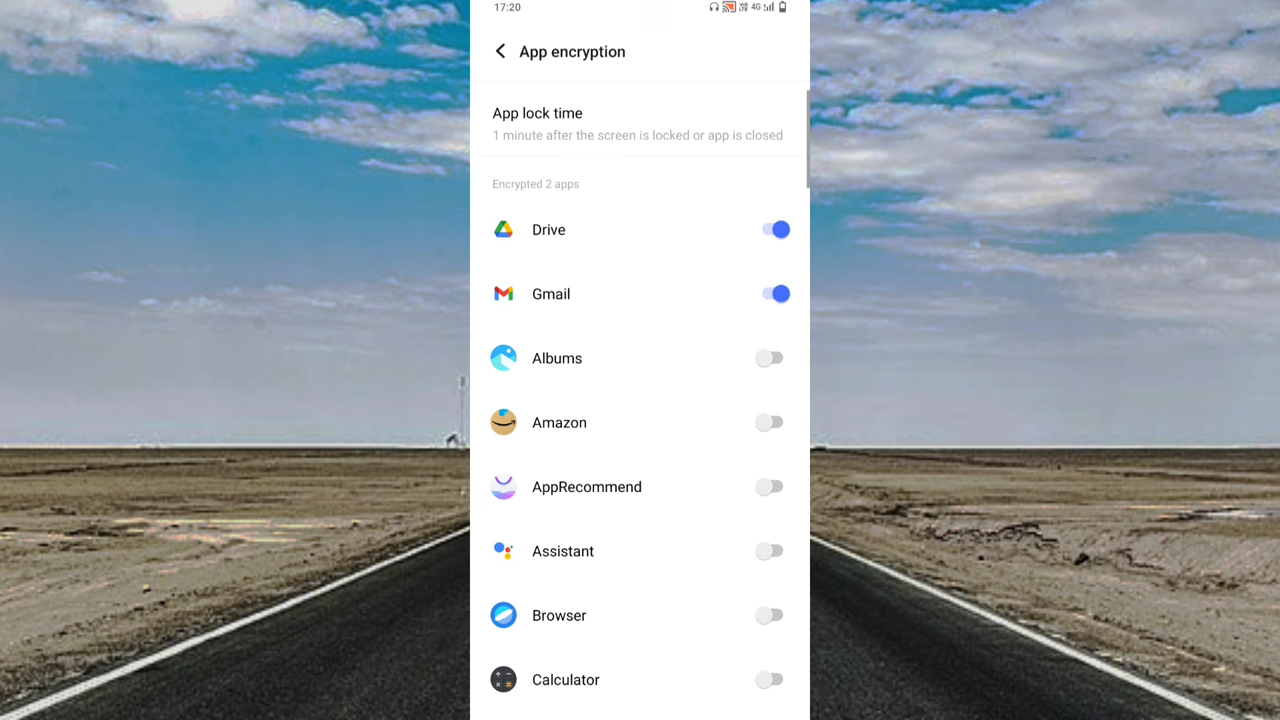 17:20
4G
App encryption
App lock time
1 minute after the screen is locked or app is closed
Encrypted 2 apps
Drive
Gmail
Albums
Amazon
AppRecommend
Assistant
Browser
Calculator